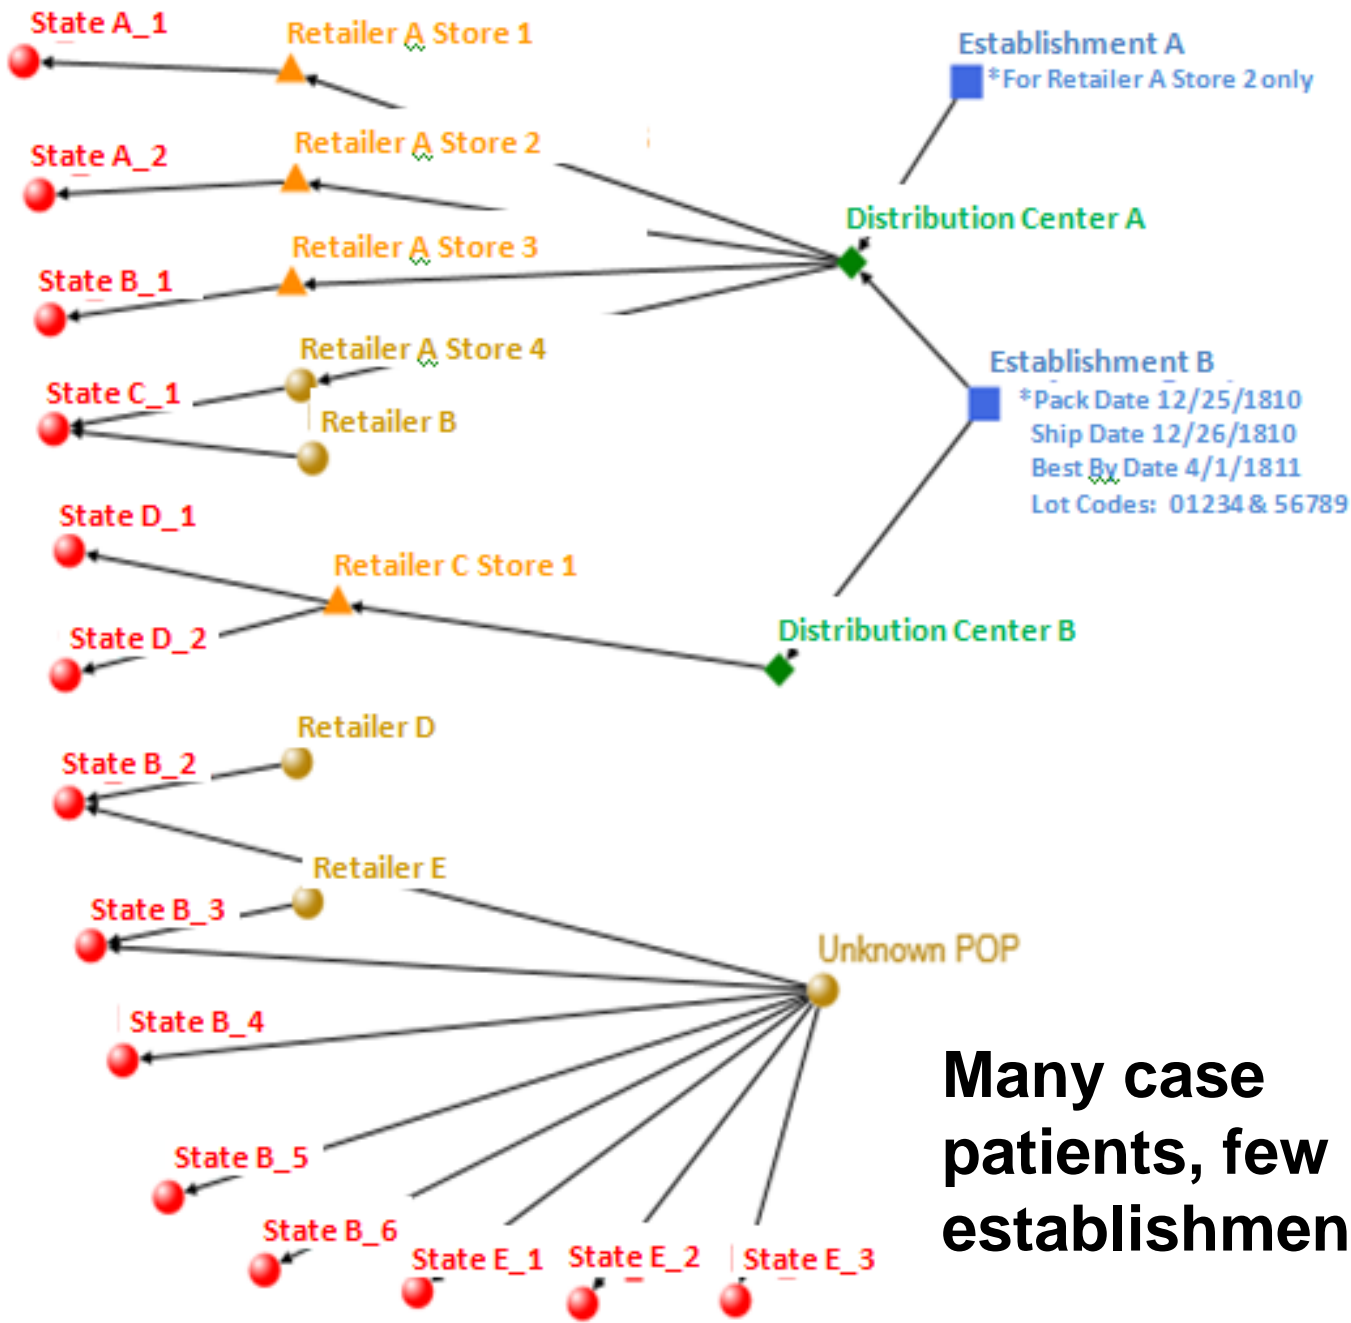 State A_1
Retailer A Store 1
Establishment A
*For Retailer A Store 2 only
State A_2
Retailer A Store 2
Distribution Center A
State B_1
Retailer A Store 3
Retailer A Store 4
State C_1
Retailer B
Establishment B
*Pack Date 12/25/1810
Ship Date 12/26/1810
Best By Date 4/1/1811
Lot Codes: 01234 & 56789
State D_1
Retailer C Store 1
State D_2
Distribution Center B
Retailer D
State B_2
Retailer E
State B_3
Unknown POP
State B_4
State B_5
State B_6
State E_1
State E_2
State E_3
Many case
patients, few
establishmen